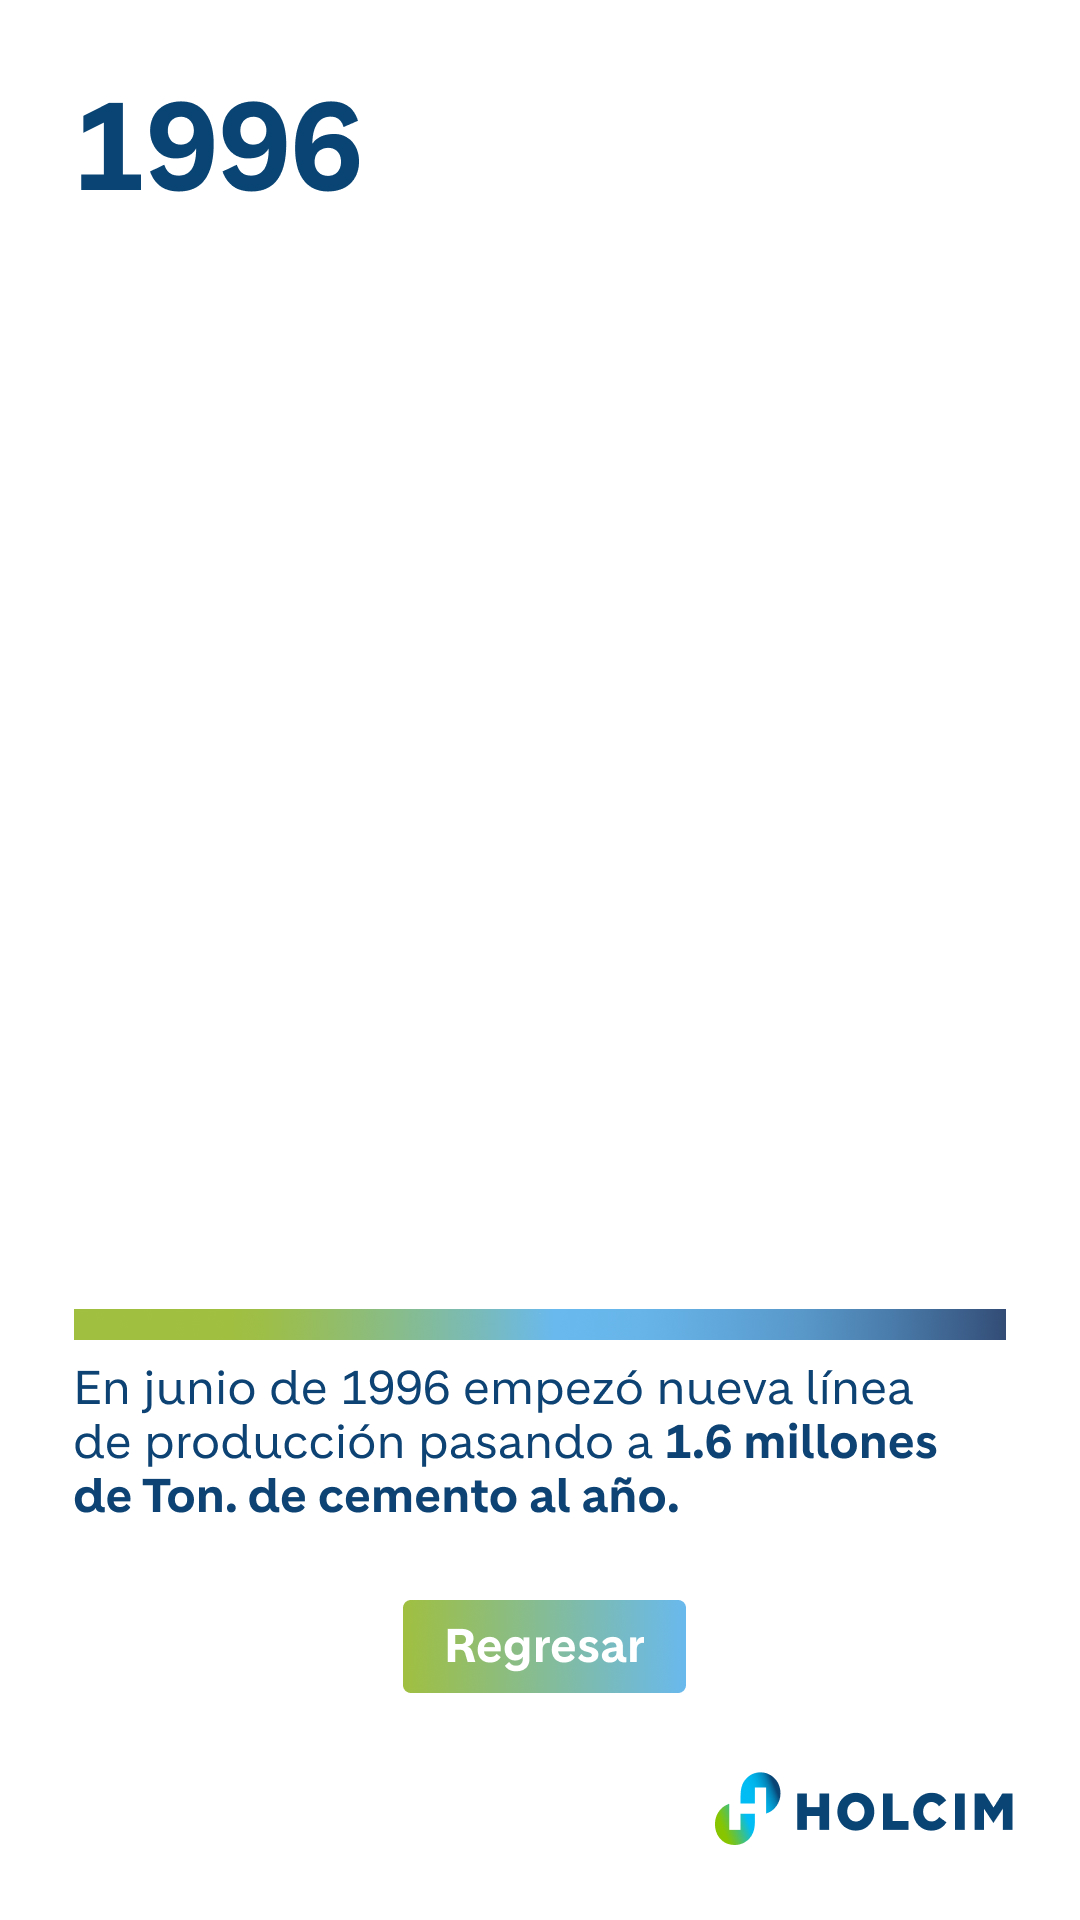 1996
En junio de 1996 empezó nueva línea
de producción pasando a 1.6 millones
de Ton. de cemento al año.
Regresar
HOLCIM